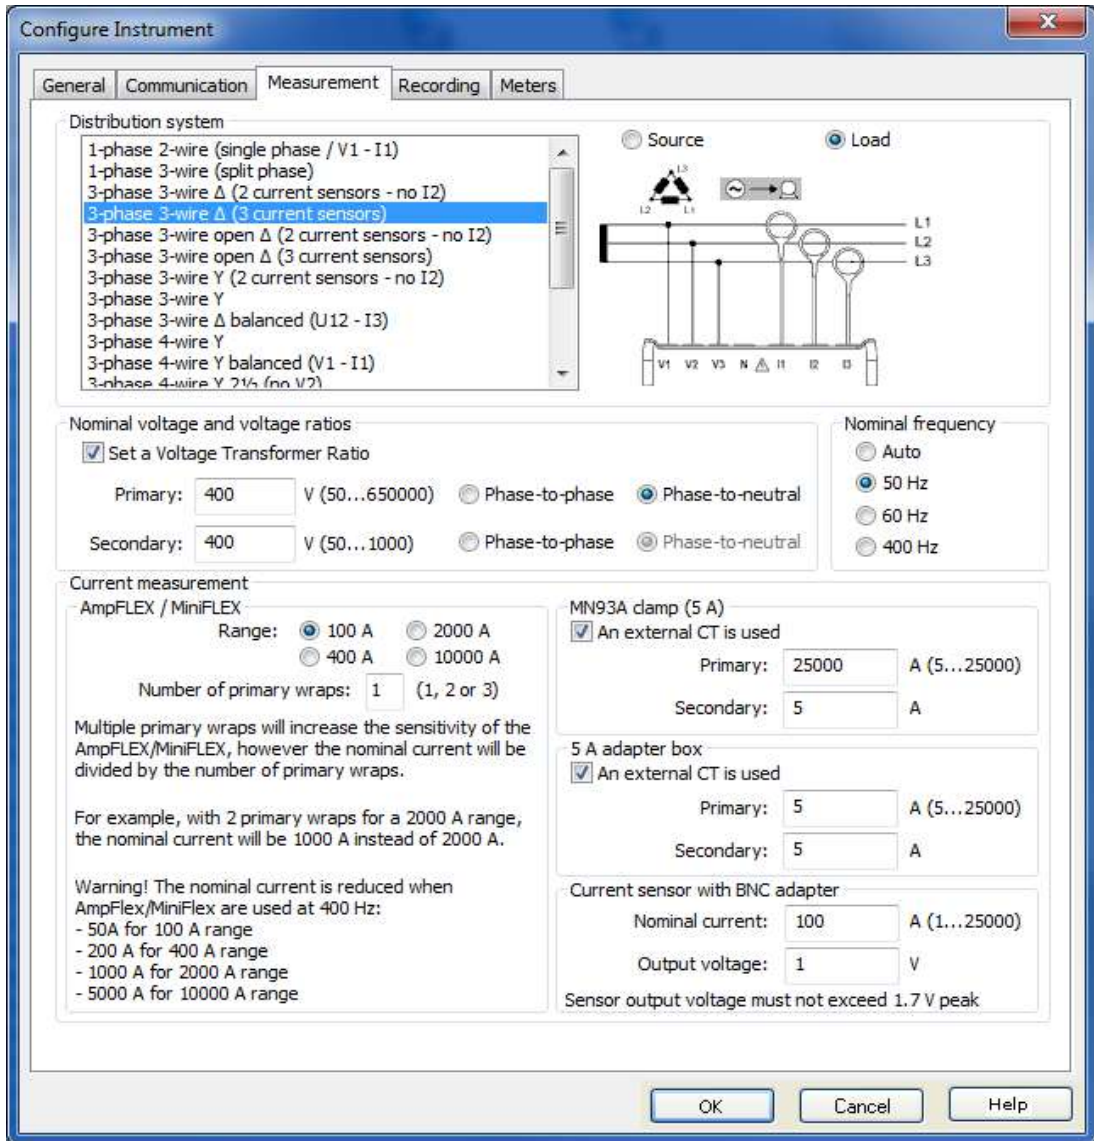 Configure Instrument
General Communication Measurement Recording Meters
Distribution system
1-phase 2-wire (single phase / V1 - I1)
1-phase 3-wire (split phase)
3-phase 3-wire Δ (2 current sensors - no I2)
3-phase 3-wire Δ (3 current sensors)
3-phase 3-wire open Δ (2 current sensors - no I2)
3-phase 3-wire open Δ (3 current sensors)
3-phase 3-wire Y (2 current sensors - no I2)
3-phase 3-wire Y
3-phase 3-wire Δ balanced (U12 - I3)
3-phase 4-wire Y
3-phase 4-wire Y balanced (V1 - I1)
3-phase 4-wire Y 2½ (no V2)
Source Load
L3
L2 L1
L1
L2
L3
V1 V2 V3 N I1 I2 I3
Nominal voltage and voltage ratios
Set a Voltage Transformer Ratio
Primary: 400 V (50...650000) Phase-to-phase Phase-to-neutral
Secondary: 400 V (50...1000) Phase-to-phase Phase-to-neutral
Nominal frequency
Auto
50 Hz
60 Hz
400 Hz
Current measurement
AmpFLEX / MiniFLEX
Range: 100 A 2000 A
400 A 10000 A
Number of primary wraps: 1 (1, 2 or 3)
Multiple primary wraps will increase the sensitivity of the
AmpFLEX/MiniFLEX, however the nominal current will be
divided by the number of primary wraps.
For example, with 2 primary wraps for a 2000 A range,
the nominal current will be 1000 A instead of 2000 A.
Warning! The nominal current is reduced when
AmpFlex/MiniFlex are used at 400 Hz:
- 50A for 100 A range
- 200 A for 400 A range
- 1000 A for 2000 A range
- 5000 A for 10000 A range
MN93A clamp (5 A)
An external CT is used
Primary: 25000 A (5...25000)
Secondary: 5 A
5 A adapter box
An external CT is used
Primary: 5 A (5...25000)
Secondary: 5 A
Current sensor with BNC adapter
Nominal current: 100 A (1...25000)
Output voltage: 1 V
Sensor output voltage must not exceed 1.7 V peak
OK Cancel Help